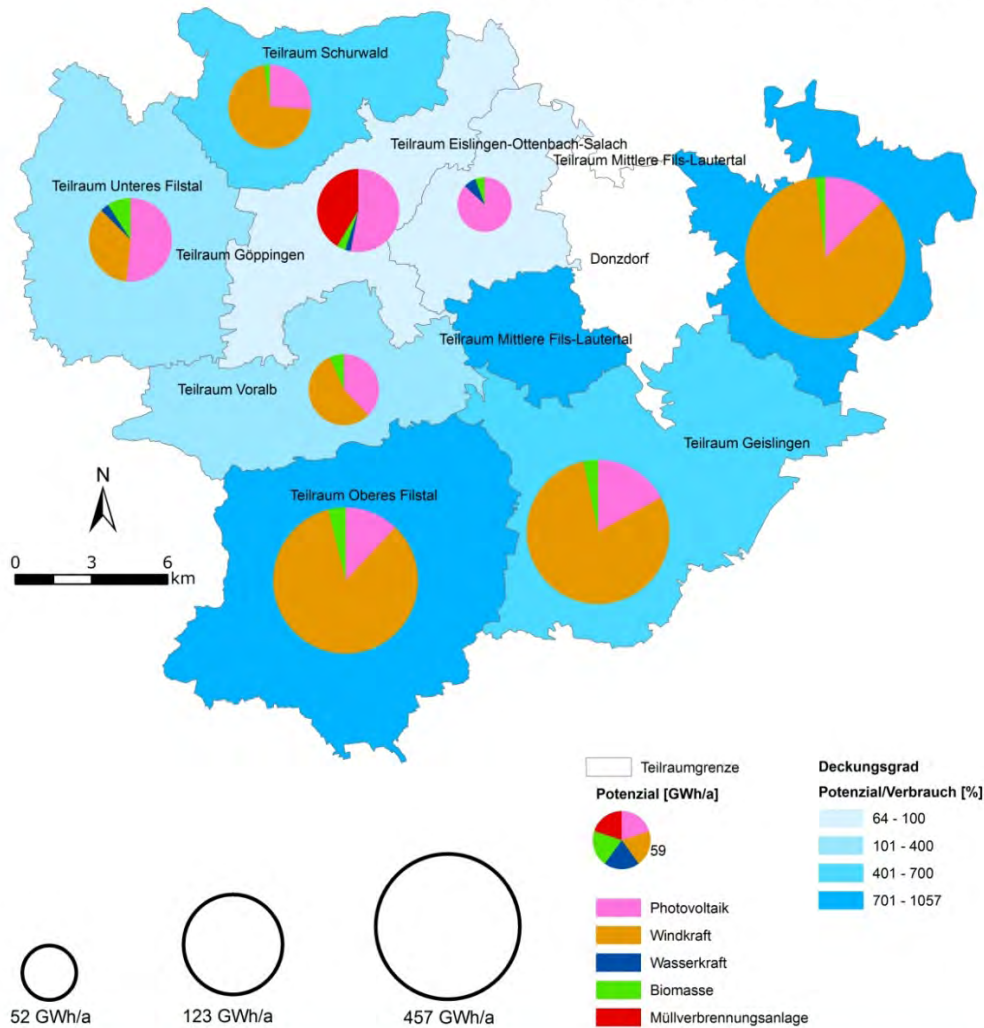 Teilraum Schurwald
Teilraum Eislingen-Ottenbach-Salach
Teilraum Mittlere Fils-Lautertal
Teilraum Unteres Filstal
Teilraum Göppingen
Donzdorf
Teilraum Mittlere Fils-Lautertal
Teilraum Voralb
Teilraum Geislingen
Teilraum Oberes Filstal
N
0 3 6
km
Teilraumgrenze
Potenzial [GWh/a]
59
Photovoltaik
Windkraft
Wasserkraft
Biomasse
Müllverbrennungsanlage
Deckungsgrad
Potenzial/Verbrauch [%]
64 - 100
101 - 400
401 - 700
701 - 1057
52 GWh/a
123 GWh/a
457 GWh/a